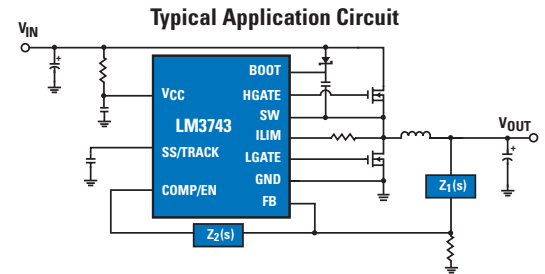 Typical Application Circuit
VIN
BOOT
VCC
HGATE
SW
LM3743
ILIM
VOUT
SS/TRACK
LGATE
GND
COMP/EN
FB
Z1(s)
Z2(s)
+
+